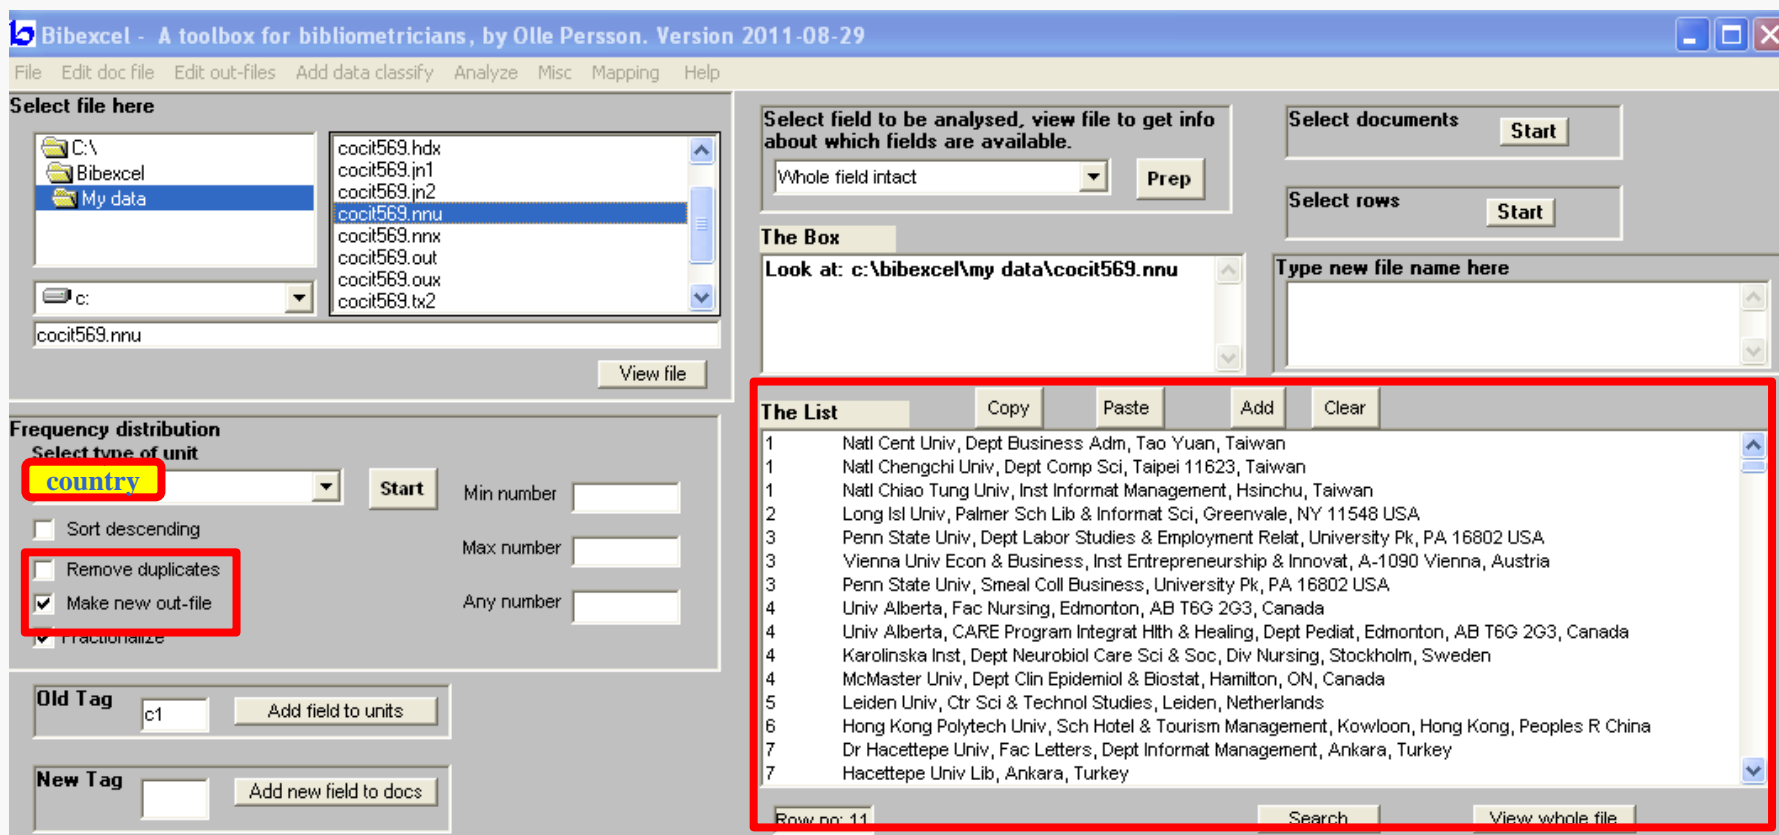 Bibexcel - A toolbox for bibliometricians, by Olle Persson. Version 2011-08-29
File Edit doc file Edit out-files Add data classify Analyze Misc Mapping Help
Select file here
C:\
Bibexcel
My data
cocit569.hdx
cocit569.jn1
cocit569.jn2
cocit569.nnu
cocit569.nnx
cocit569.out
cocit569.oux
cocit569.tx2
c:
cocit569.nnu
View file
Select field to be analysed, view file to get info
about which fields are available.
Whole field intact
Prep
Select documents Start
Select rows Start
The Box
Look at: c:\bibexcel\my data\cocit569.nnu
Type new file name here
Frequency distribution
Select type of unit
country
Start
Sort descending
Remove duplicates
Make new out-file
Fractionalize
Min number
Max number
Any number
Old Tag c1 Add field to units
New Tag Add new field to docs
The List Copy Paste Add Clear
1 Natl Cent Univ, Dept Business Adm, Tao Yuan, Taiwan
1 Natl Chengchi Univ, Dept Comp Sci, Taipei 11623, Taiwan
1 Natl Chiao Tung Univ, Inst Informat Management, Hsinchu, Taiwan
2 Long Isl Univ, Palmer Sch Lib & Informat Sci, Greenvale, NY 11548 USA
3 Penn State Univ, Dept Labor Studies & Employment Relat, University Pk, PA 16802 USA
3 Vienna Univ Econ & Business, Inst Entrepreneurship & Innovat, A-1090 Vienna, Austria
3 Penn State Univ, Smeal Coll Business, University Pk, PA 16802 USA
4 Univ Alberta, Fac Nursing, Edmonton, AB T6G 2G3, Canada
4 Univ Alberta, CARE Program Integrat Hlth & Healing, Dept Pediat, Edmonton, AB T6G 2G3, Canada
4 Karolinska Inst, Dept Neurobiol Care Sci & Soc, Div Nursing, Stockholm, Sweden
4 McMaster Univ, Dept Clin Epidemiol & Biostat, Hamilton, ON, Canada
5 Leiden Univ, Ctr Sci & Technol Studies, Leiden, Netherlands
6 Hong Kong Polytech Univ, Sch Hotel & Tourism Management, Kowloon, Hong Kong, Peoples R China
7 Dr Hacettepe Univ, Fac Letters, Dept Informat Management, Ankara, Turkey
7 Hacettepe Univ Lib, Ankara, Turkey
Row no: 11 Search View whole file